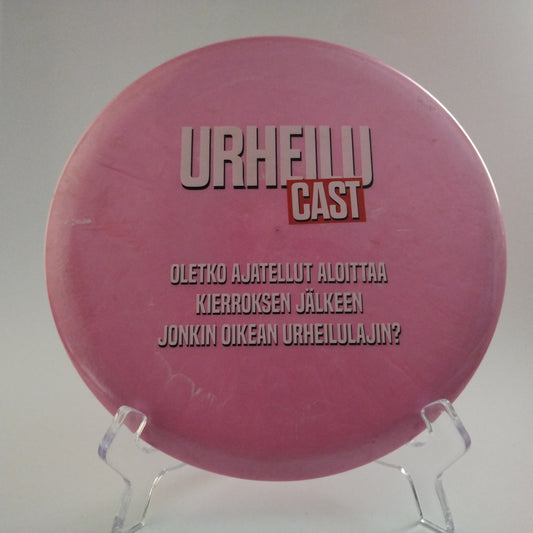 URHEILU
CAST
OLETKO AJATELLUT ALOITTAA
KIERROKSEN JÄLKEEN
JONKIN OIKEAN URHEILULAJIN?